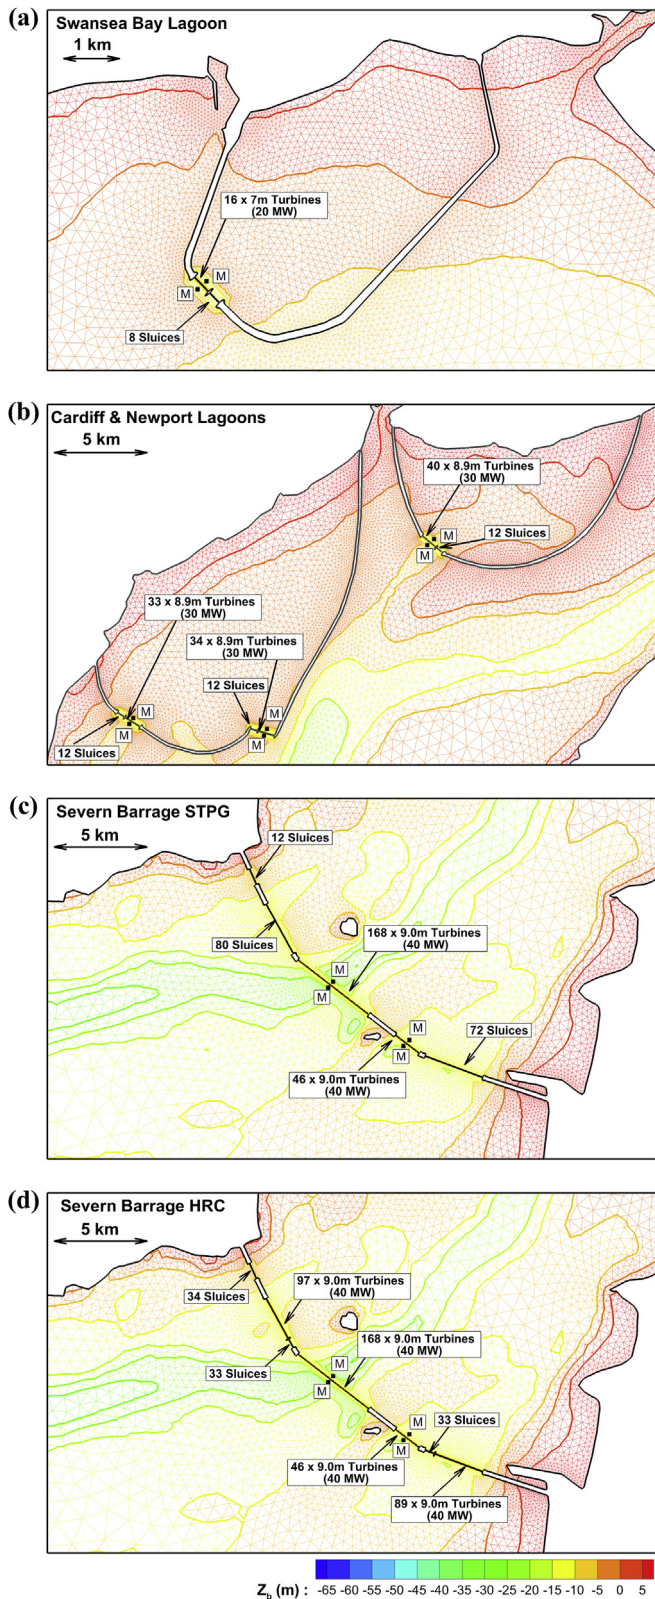 (a)
Swansea Bay Lagoon
1 km
16 x 7m Turbines
(20 MW)
M
M
8 Sluices
(b)
Cardiff & Newport Lagoons
5 km
40 x 8.9m Turbines
(30 MW)
M
12 Sluices
M
33 x 8.9m Turbines
(30 MW)
34 x 8.9m Turbines
(30 MW)
12 Sluices
M
M
12 Sluices
M
M
(c)
Severn Barrage STPG
5 km
12 Sluices
168 x 9.0m Turbines
(40 MW)
80 Sluices
M
M
M
72 Sluices
M
46 x 9.0m Turbines
(40 MW)
(d)
Severn Barrage HRC
5 km
97 x 9.0m Turbines
(40 MW)
34 Sluices
168 x 9.0m Turbines
(40 MW)
33 Sluices
M
M
M
33 Sluices
M
46 x 9.0m Turbines
(40 MW)
89 x 9.0m Turbines
(40 MW)
Zb (m) : -65 -60 -55 -50 -45 -40 -35 -30 -25 -20 -15 -10 -5 0 5